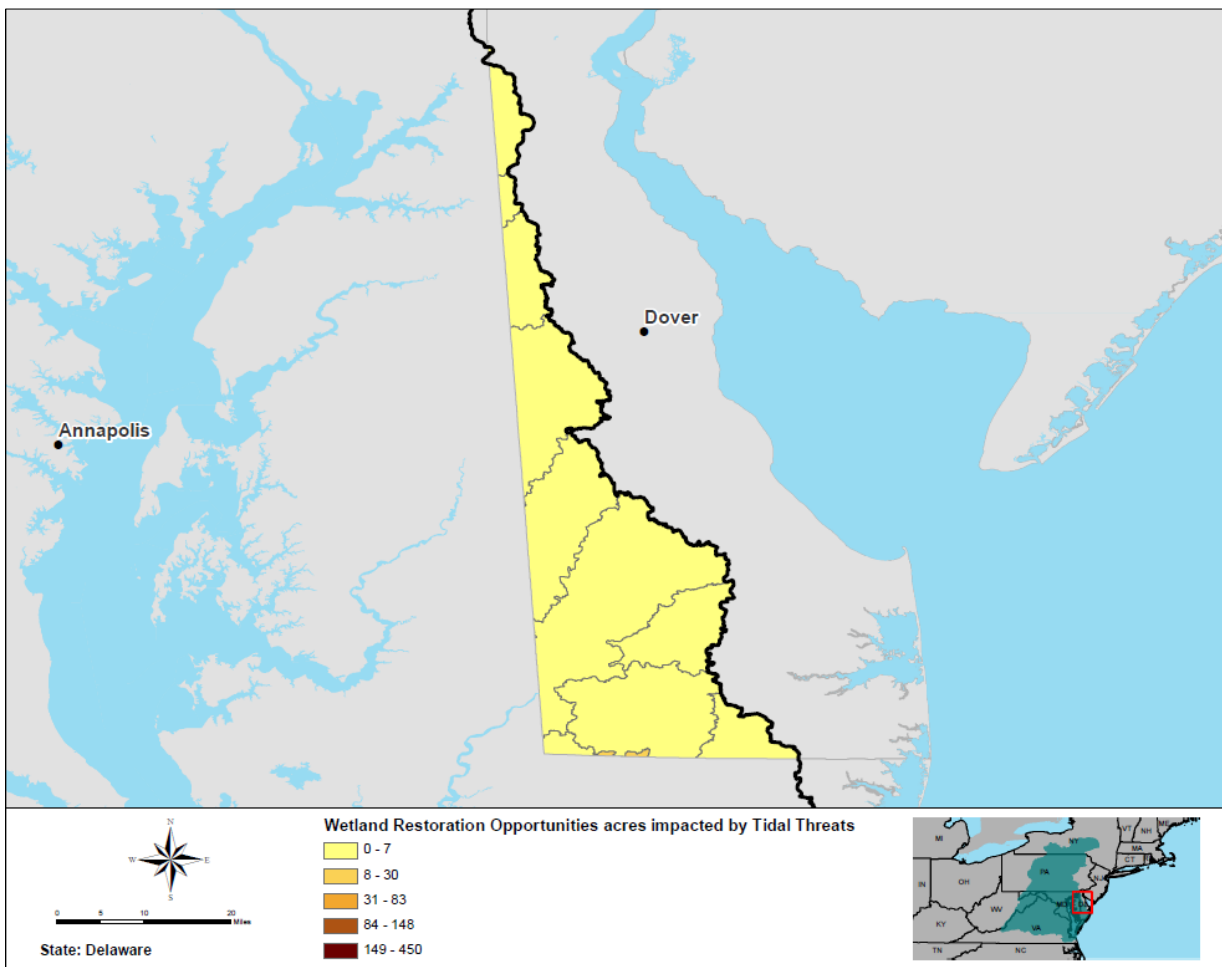 Dover
Annapolis
N
W E
S
0 5 10 20
Miles
State: Delaware
Wetland Restoration Opportunities acres impacted by Tidal Threats
0 - 7
8 - 30
31 - 83
84 - 148
149 - 450
MI
NY
VT
NH
ME
MA
CT
PA
NJ
IN
OH
WV
DE
KY
VA
TN
NC